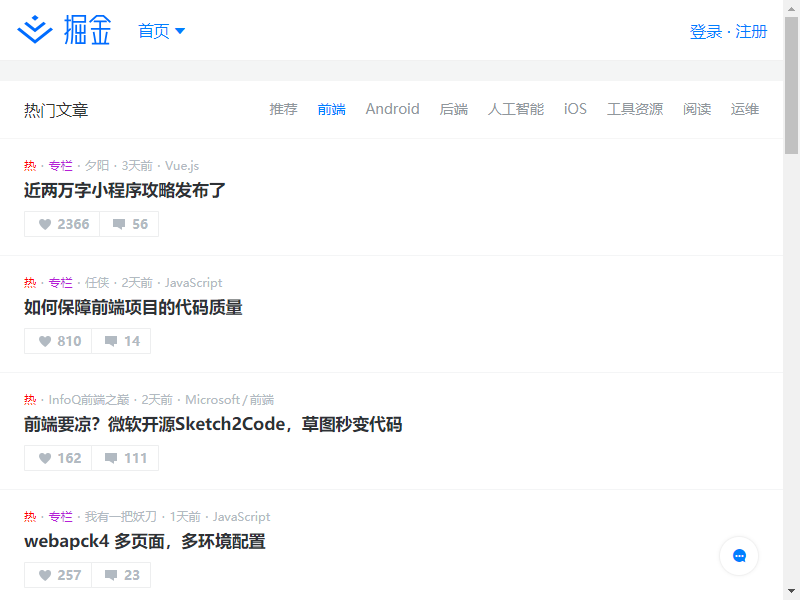 掘金 首页 登录 · 注册
热门文章 推荐 前端 Android 后端 人工智能 iOS 工具资源 阅读 运维
热 · 专栏 · 夕阳 · 3天前 · Vue.js
近两万字小程序攻略发布了
2366 56
热 · 专栏 · 任侠 · 2天前 · JavaScript
如何保障前端项目的代码质量
810 14
热 · InfoQ前端之巅 · 2天前 · Microsoft / 前端
前端要凉？微软开源Sketch2Code，草图秒变代码
162 111
热 · 专栏 · 我有一把妖刀 · 1天前 · JavaScript
webapck4 多页面，多环境配置
257 23